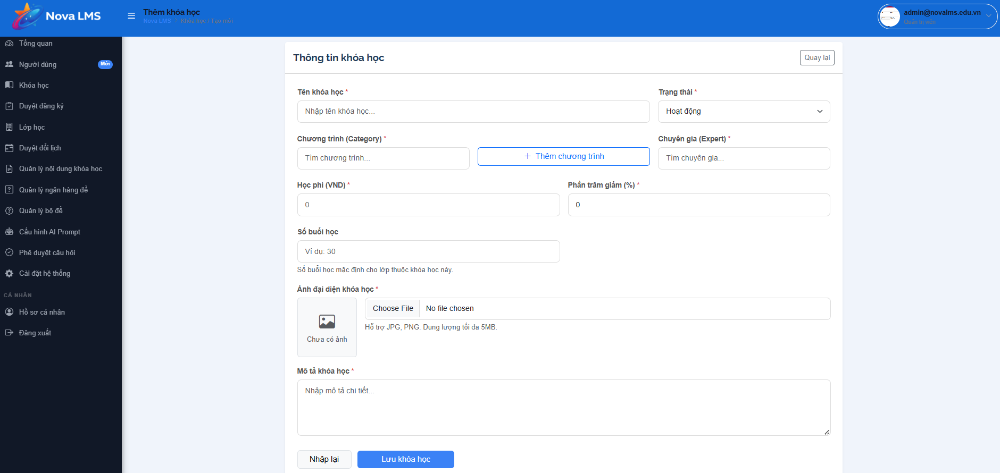 Nova LMS
Thêm khóa học
Nova LMS > Khóa học / Tạo mới
admin@novalms.edu.vn
Quản trị viên
Tổng quan
Người dùng
Mới
Khóa học
Duyệt đăng ký
Lớp học
Duyệt đổi lịch
Quản lý nội dung khóa học
Quản lý ngân hàng đề
Quản lý bộ đề
Cấu hình AI Prompt
Phê duyệt câu hỏi
Cài đặt hệ thống
CÁ NHÂN
Hồ sơ cá nhân
Đăng xuất
Thông tin khóa học
Quay lại
Tên khóa học *
Nhập tên khóa học...
Trạng thái *
Hoạt động
Chương trình (Category) *
Tìm chương trình...
+ Thêm chương trình
Chuyên gia (Expert) *
Tìm chuyên gia...
Học phí (VND) *
0
Phần trăm giảm (%) *
0
Số buổi học
Ví dụ: 30
Số buổi học mặc định cho lớp thuộc khóa học này.
Ảnh đại diện khóa học *
Chưa có ảnh
Choose File No file chosen
Hỗ trợ JPG, PNG. Dung lượng tối đa 5MB.
Mô tả khóa học *
Nhập mô tả chi tiết...
Nhập lại
Lưu khóa học